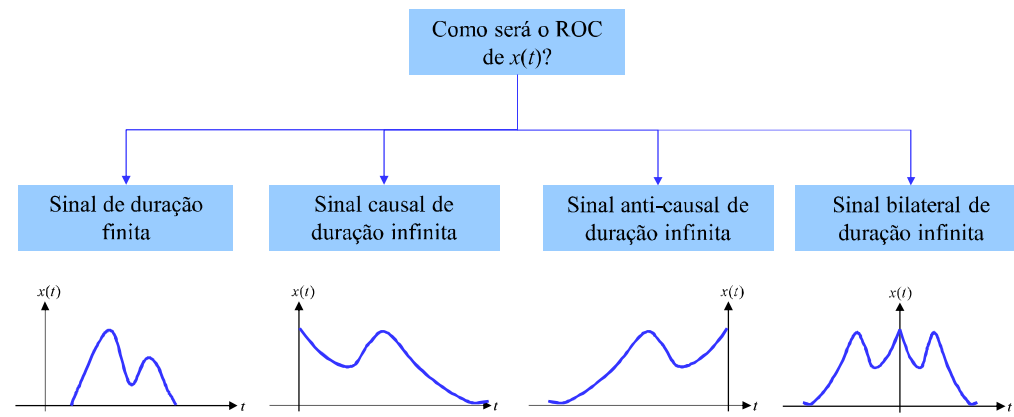 Como será o ROC
de x(t)?
Sinal de duração
finita
Sinal causal de
duração infinita
Sinal anti-causal de
duração infinita
Sinal bilateral de
duração infinita
x(t)
t
x(t)
t
x(t)
t
x(t)
t